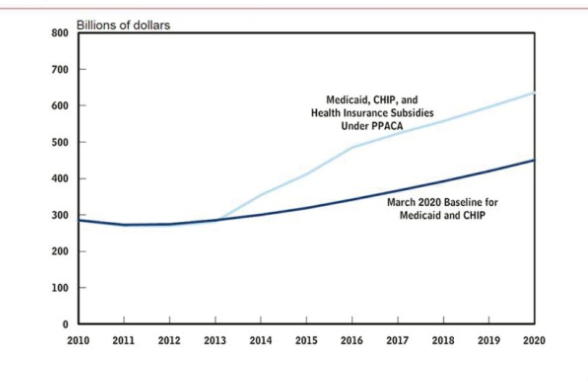 Billions of dollars
800
700
600
500
400
300
200
100
0
Medicaid, CHIP, and
Health Insurance Subsidies
Under PPACA
March 2020 Baseline for
Medicaid and CHIP
2010 2011 2012 2013 2014 2015 2016 2017 2018 2019 2020